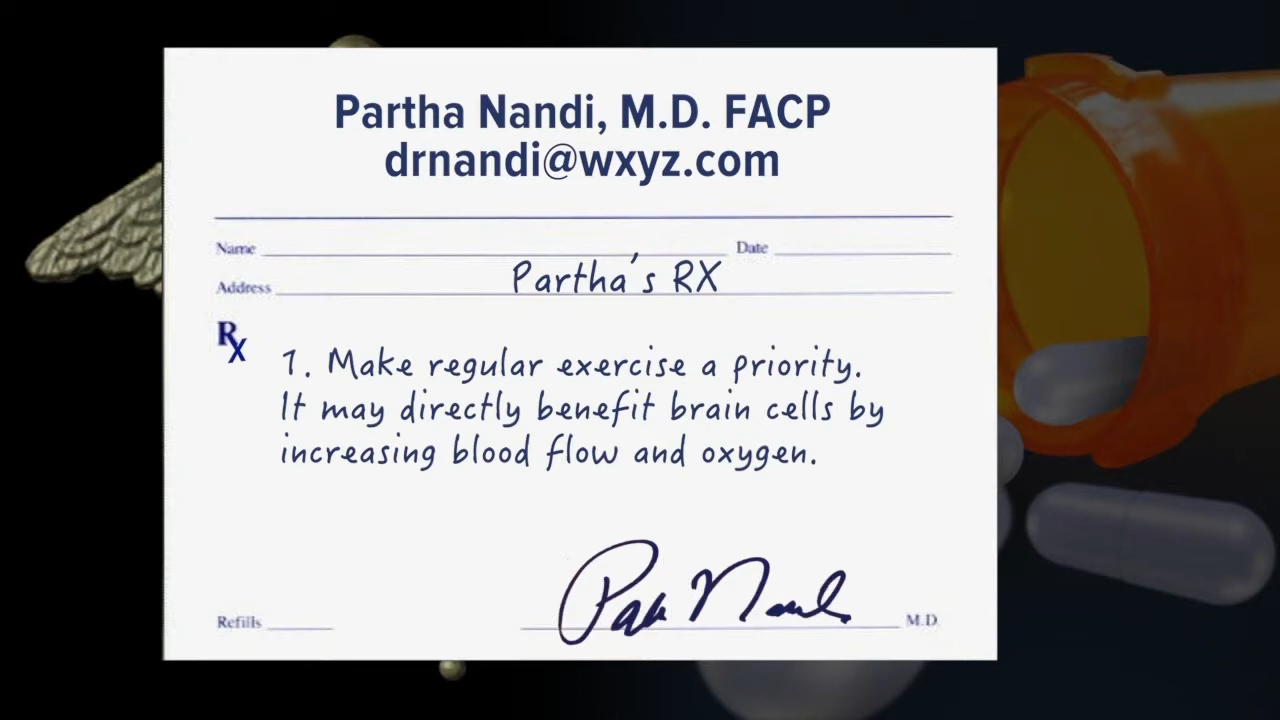 Partha Nandi, M.D. FACP
drnandi@wxyz.com
Name Date
Partha's RX
Address
Rx
1. Make regular exercise a priority.
It may directly benefit brain cells by
increasing blood flow and oxygen.
Refills M.D.